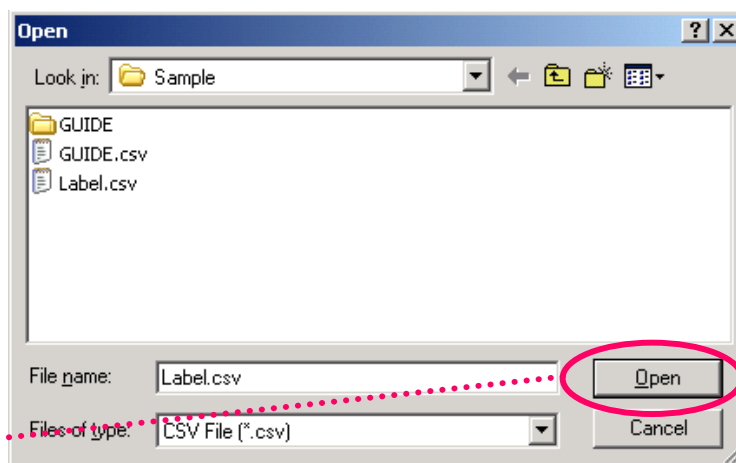 Open
Look in: Sample
GUIDE
GUIDE.csv
Label.csv
File name: Label.csv Open
Files of type: CSV File (*.csv) Cancel